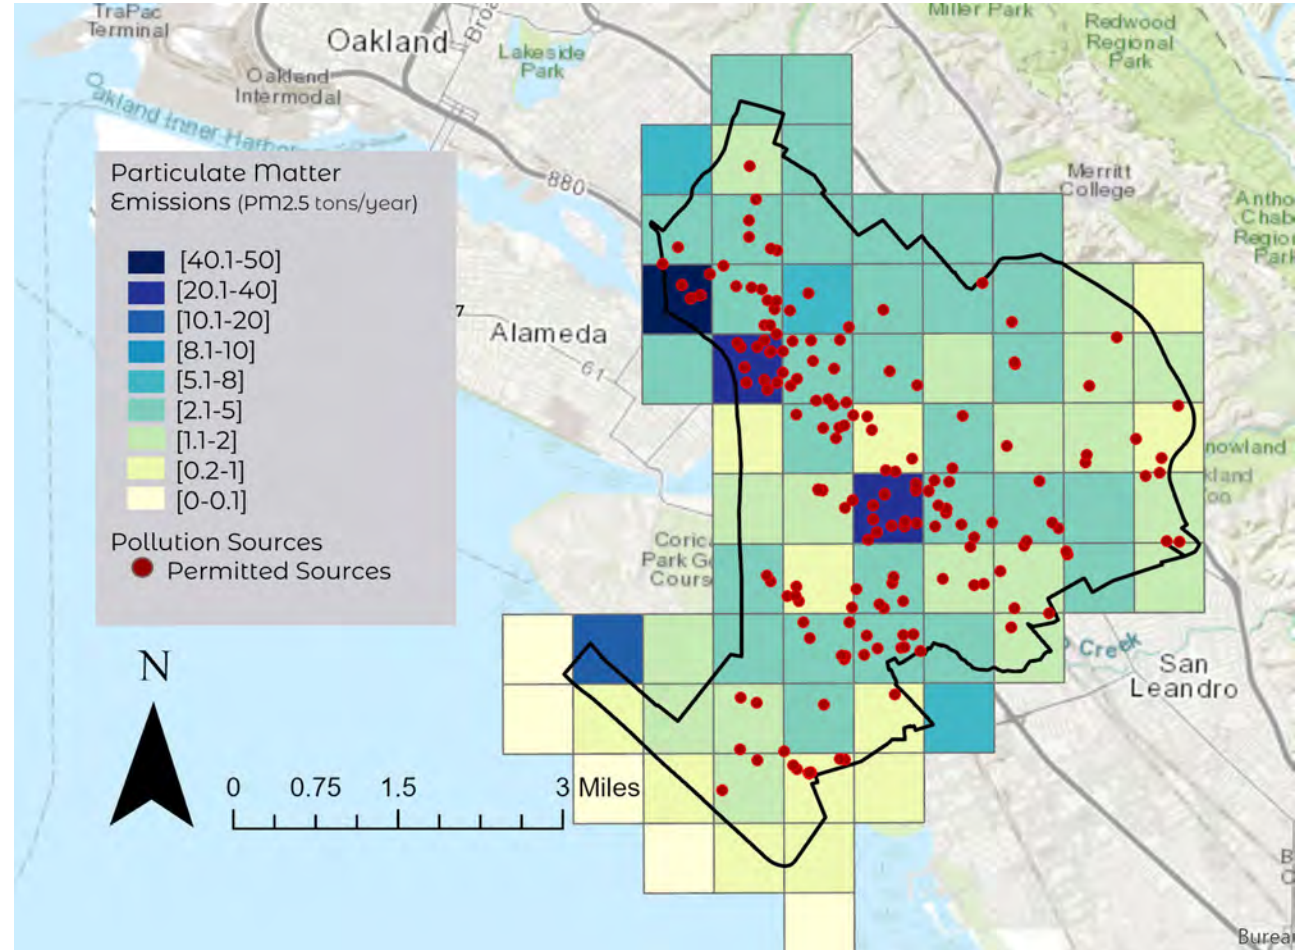 TraPac
Terminal
Oakland
Lakeside
Park
Miller Park
Redwood
Regional
Park
Oakland
Intermodal
Oakland Inner
880
Merritt
College
Particulate Matter
Emissions (PM2.5 tons/year)
[40.1-50]
[20.1-40]
[10.1-20]
[8.1-10]
[5.1-8]
[2.1-5]
[1.1-2]
[0.2-1]
[0-0.1]
Pollution Sources
Permitted Sources
7
Alameda
61
Park
Creek
San
Leandro
N
0 0.75 1.5 3 Miles